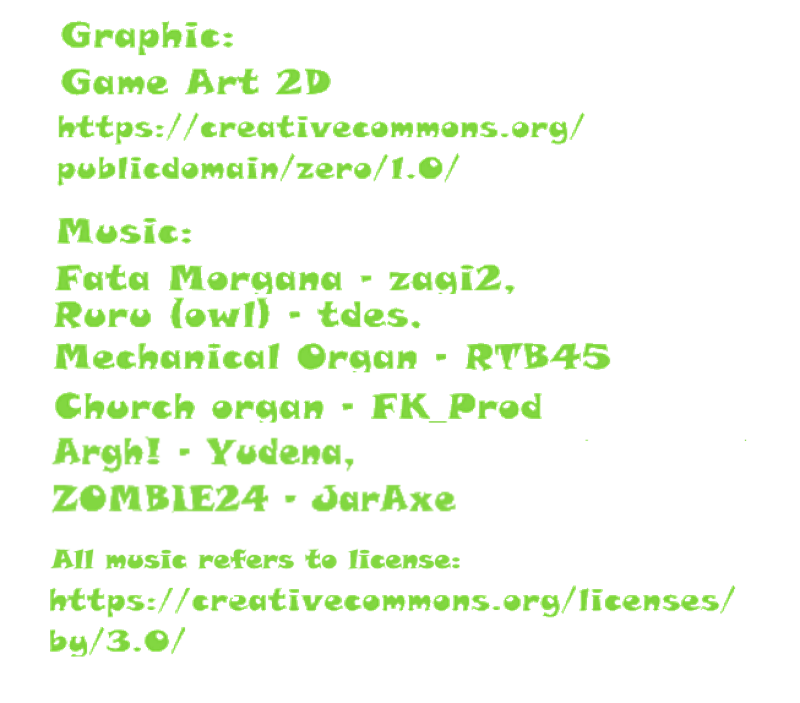 Graphic:
Game Art 2D
https://creativecommons.org/
publicdomain/zero/1.0/
Music:
Fata Morgana - zagi2,
Ruru (owl) - tdes.
Mechanical Organ - RTB45
Church organ - FK_Prod
Argh! - Yudena,
ZOMBIE24 - JarAxe
All music refers to license:
https://creativecommons.org/licenses/
by/3.0/